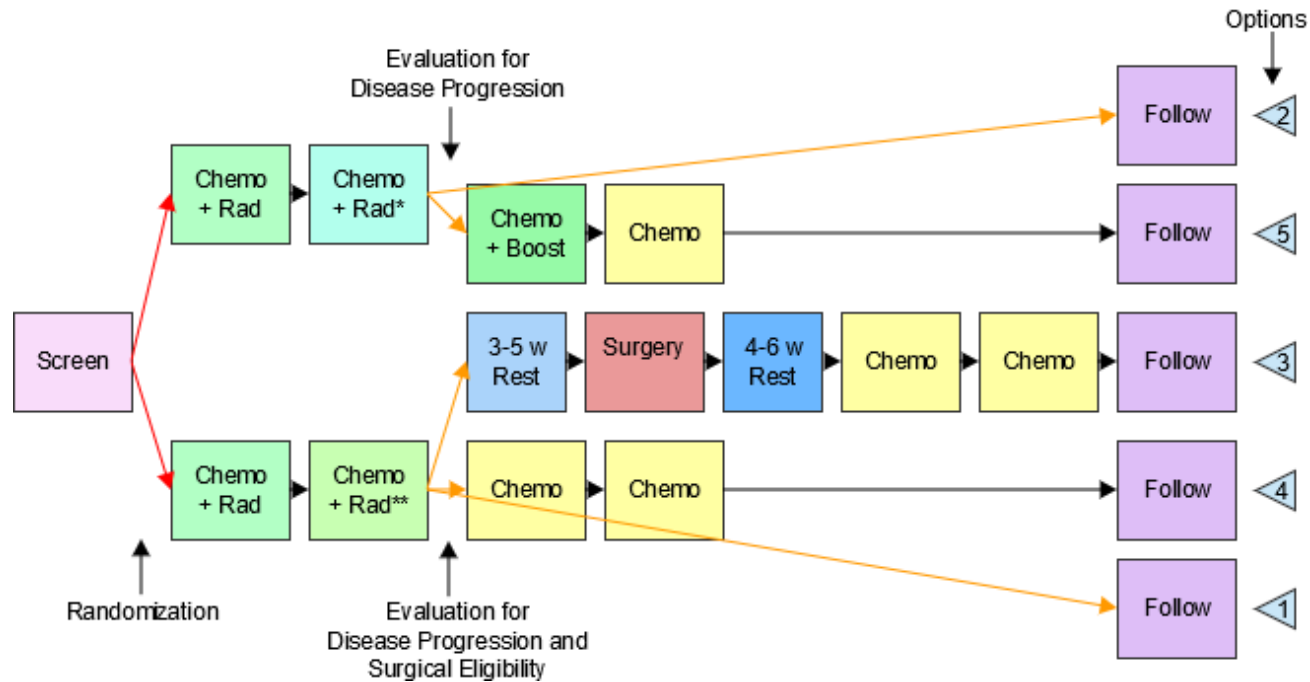 Options
Evaluation for
Disease Progression
Follow
2
Chemo
+ Rad
Chemo
+ Rad*
Chemo
+ Boost
Chemo
Follow
5
Screen
3-5 w
Rest
Surgery
4-6 w
Rest
Chemo
Chemo
Follow
3
Chemo
+ Rad
Chemo
+ Rad**
Chemo
Chemo
Follow
4
Follow
1
Randomization
Evaluation for
Disease Progression and
Surgical Eligibility